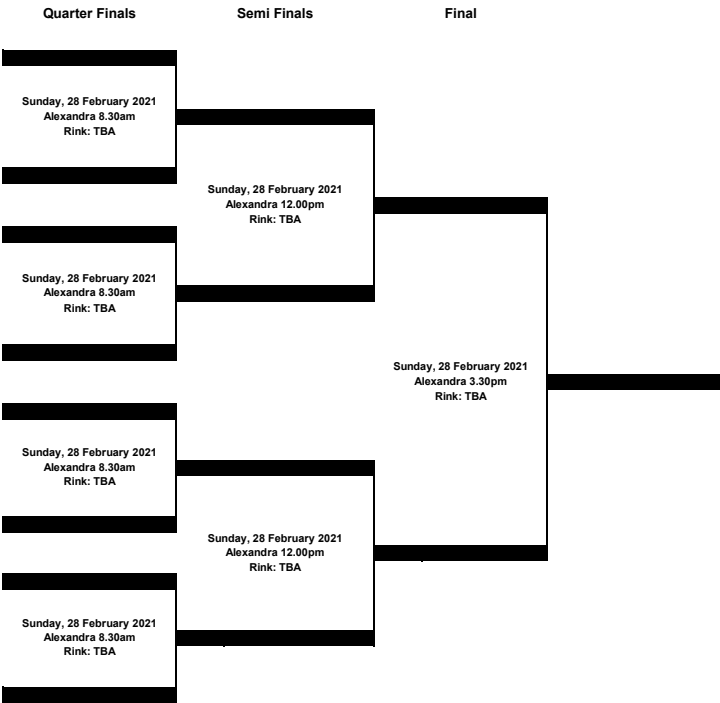 Quarter Finals
Semi Finals
Final
Sunday, 28 February 2021
Alexandra 8.30am
Rink: TBA
Sunday, 28 February 2021
Alexandra 12.00pm
Rink: TBA
Sunday, 28 February 2021
Alexandra 8.30am
Rink: TBA
Sunday, 28 February 2021
Alexandra 3.30pm
Rink: TBA
Sunday, 28 February 2021
Alexandra 8.30am
Rink: TBA
Sunday, 28 February 2021
Alexandra 12.00pm
Rink: TBA
Sunday, 28 February 2021
Alexandra 8.30am
Rink: TBA